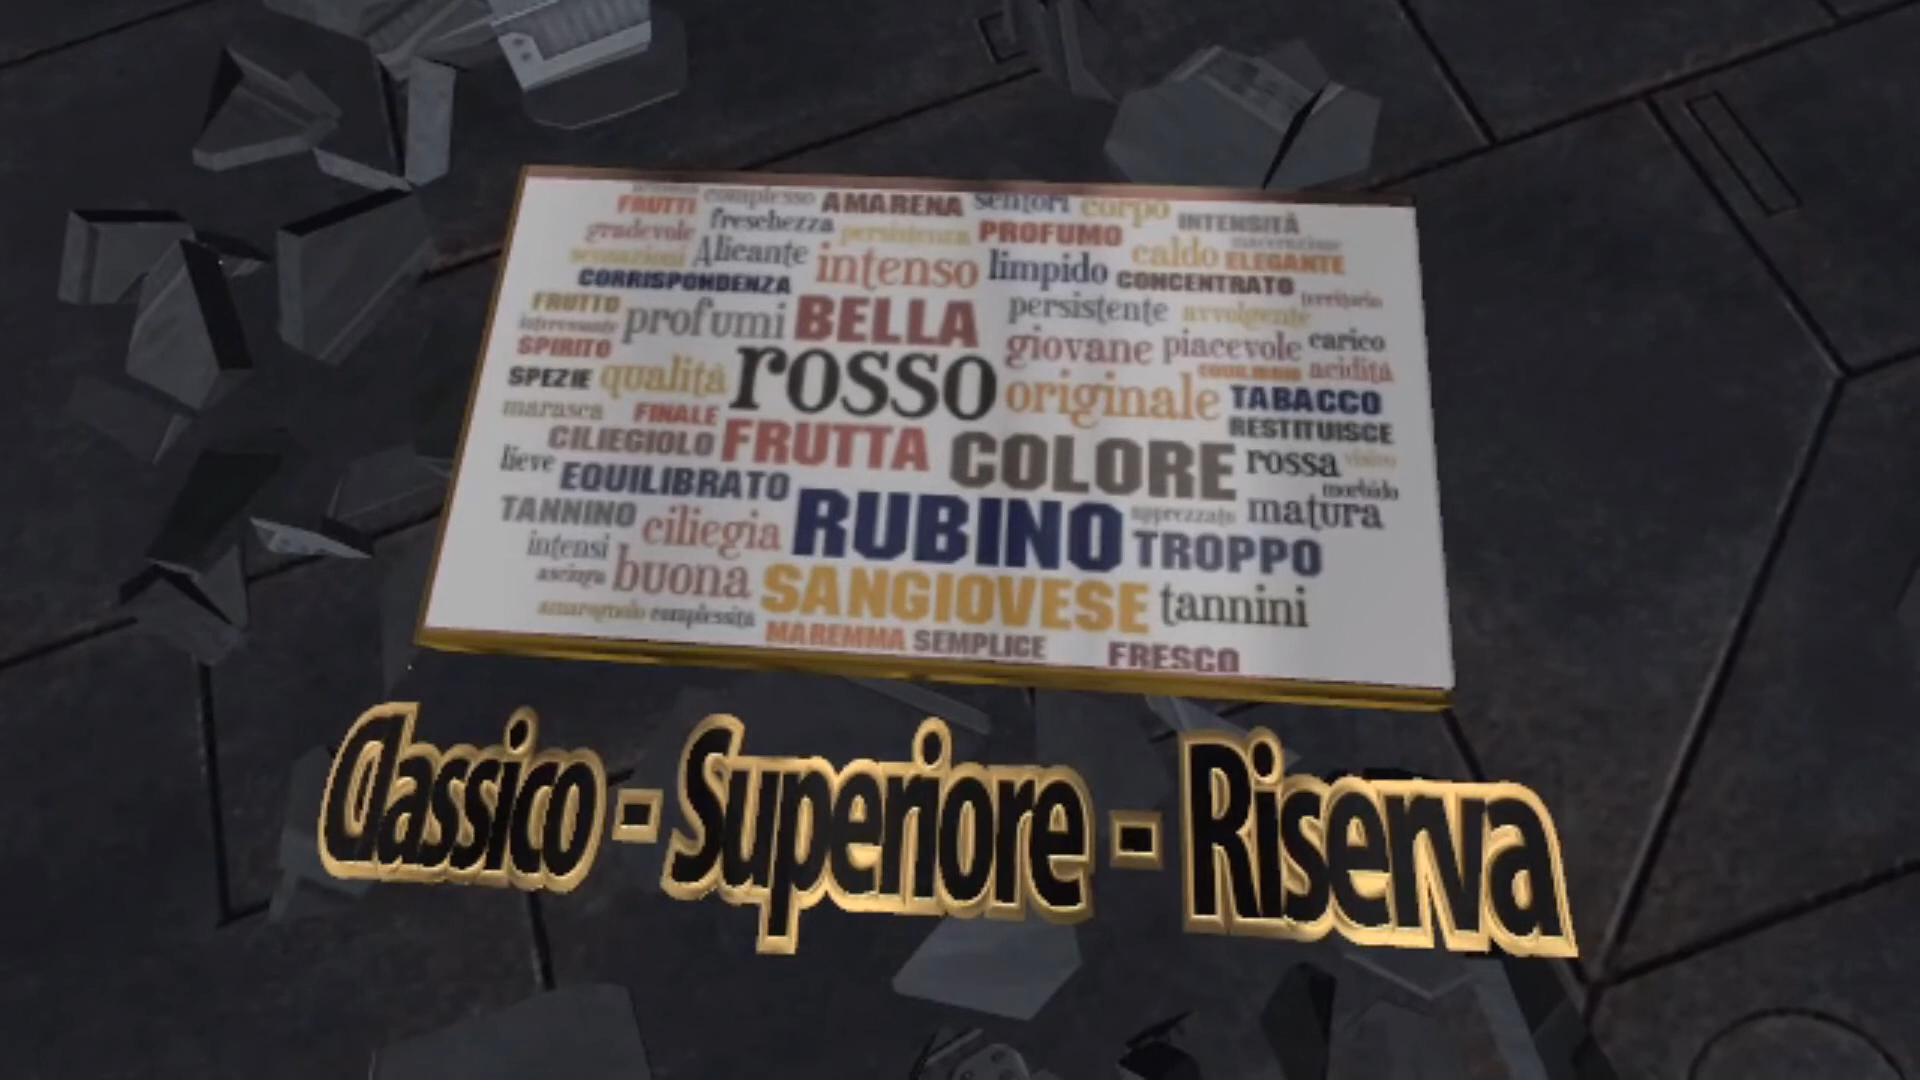 complesso AMARENA sentori corpo
FRUTTI freschezza INTENSITÀ
gradevole persistenza PROFUMO macerazione
sensazioni Alicante intenso limpido caldo ELEGANTE
CORRISPONDENZA CONCENTRATO
FRUTTO profumi BELLA persistente avvolgente territorio
interessante giovane piacevole carico
SPIRITO rosso EQUILIBRIO acidità
SPEZIE qualità originale TABACCO
marasca FINALE RESTITUISCE
CILIEGIOLO FRUTTA COLORE rossa visivo
lieve EQUILIBRATO morbido
TANNINO ciliegia RUBINO apprezzato matura
intensi TROPPO
buona SANGIOVESE tannini
amarognolo complessità
MAREMMA SEMPLICE FRESCO
Classico - Superiore - Riserva